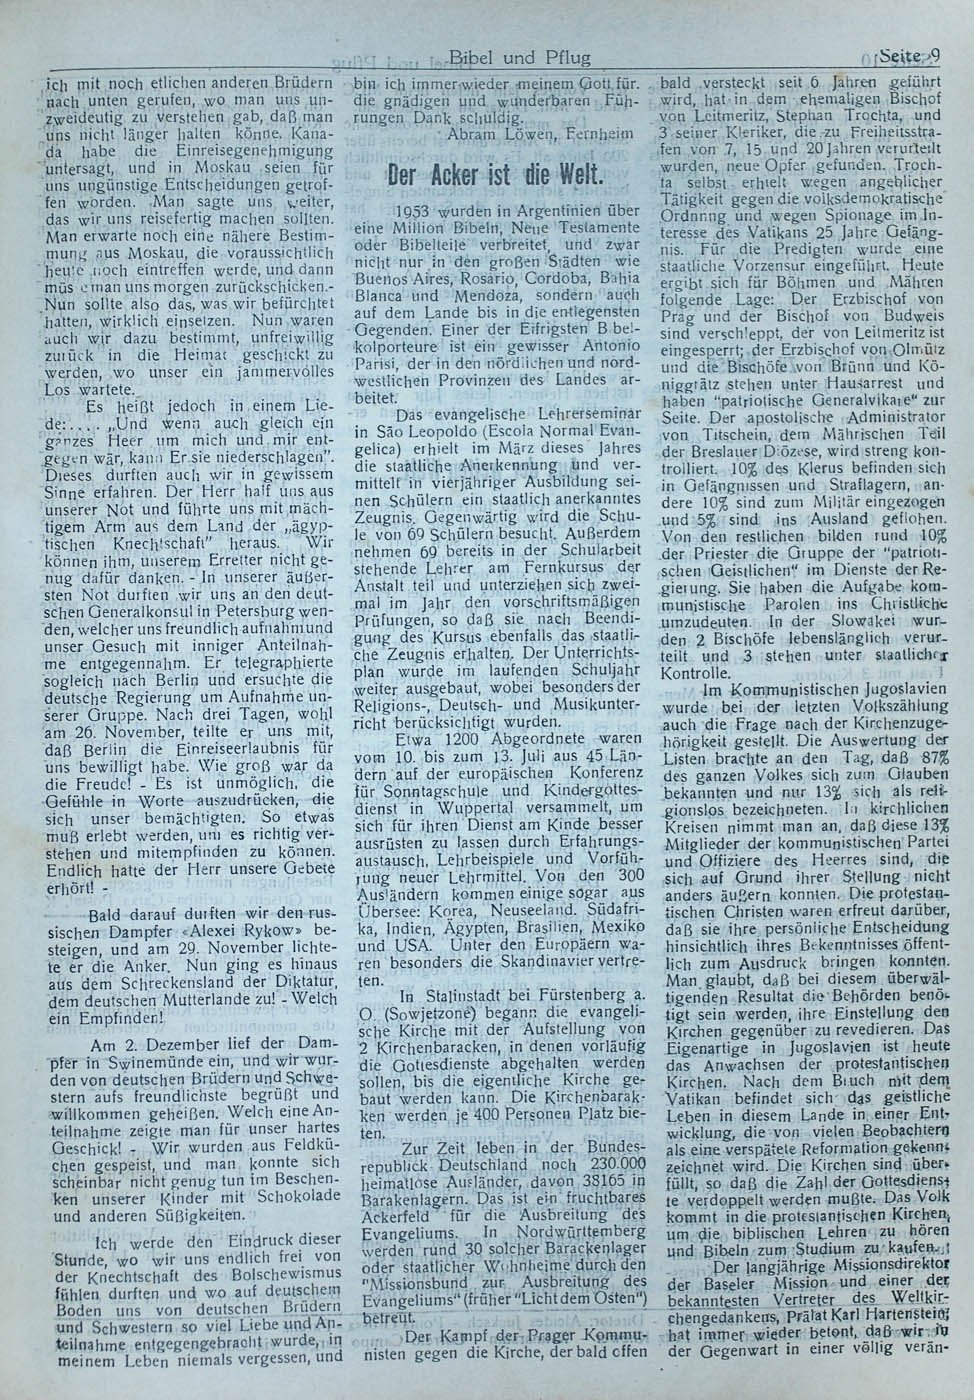 Bibel und Pflug
Seite 9
ich mit noch etlichen anderen Brüdern
nach unten gerufen, wo man uns un-
zweideutig zu verstehen gab, daß man
uns nicht länger halten könne. Kana-
da habe die Einreisegenehmigung
untersagt, und in Moskau seien für
uns ungünstige Entscheidungen getrof-
fen worden. Man sagte uns weiter,
das wir uns reisefertig machen sollten.
Man erwarte noch eine nähere Bestim-
mung aus Moskau, die voraussichtlich
heute noch eintreffen werde, und dann
müs e man uns morgen zurückschicken.-
Nun sollte also das, was wir befürchtet
hatten, wirklich einsetzen. Nun waren
auch wir dazu bestimmt, unfreiwillig
zurück in die Heimat geschickt zu
werden, wo unser ein jammervolles
Los wartete.
Es heißt jedoch in einem Lie-
de:.... „Und wenn auch gleich ein
ganzes Heer um mich und mir ent-
gegen wär, kann Er sie niederschlagen".
Dieses durften auch wir in gewissem
Sinne erfahren. Der Herr half uns aus
unserer Not und führte uns mit mäch-
tigem Arm aus dem Land der „ägyp-
tischen Knechtschaft" heraus. Wir
können ihm, unserem Erretter nicht ge-
nug dafür danken. - In unserer äußer-
sten Not durften wir uns an den deut-
schen Generalkonsul in Petersburg wen-
den, welcher uns freundlich aufnahm und
unser Gesuch mit inniger Anteilnah-
me entgegennahm. Er telegraphierte
sogleich nach Berlin und ersuchte die
deutsche Regierung um Aufnahme un-
serer Gruppe. Nach drei Tagen, wohl
am 26. November, teilte er uns mit,
daß Berlin die Einreiseerlaubnis für
uns bewilligt habe. Wie groß war da
die Freude! - Es ist unmöglich, die
Gefühle in Worte auszudrücken, die
sich unser bemächtigten. So etwas
muß erlebt werden, um es richtig ver-
stehen und mitempfinden zu können.
Endlich hatte der Herr unsere Gebete
erhört! -
Bald darauf durften wir den rus-
sischen Dampfer «Alexei Rykow» be-
steigen, und am 29. November lichte-
te er die Anker. Nun ging es hinaus
aus dem Schreckensland der Diktatur,
dem deutschen Mutterlande zu! - Welch
ein Empfinden!
Am 2. Dezember lief der Dam-
pfer in Swinemünde ein, und wir wur-
den von deutschen Brüdern und Schwe-
stern aufs freundlichste begrüßt und
willkommen geheißen. Welch eine An-
teilnahme zeigte man für unser hartes
Geschick! - Wir wurden aus Feldkü-
chen gespeist, und man konnte sich
scheinbar nicht genug tun im Beschen-
ken unserer Kinder mit Schokolade
und anderen Süßigkeiten.
Ich werde den Eindruck dieser
Stunde, wo wir uns endlich frei von
der Knechtschaft des Bolschewismus
fühlen durften und wo auf deutschem
Boden uns von deutschen Brüdern
und Schwestern so viel Liebe und An-
teilnahme entgegengebracht wurde, in
meinem Leben niemals vergessen, und
bin ich immer wieder meinem Gott für.
die gnädigen und wunderbaren Füh-
rungen Dank schuldig.
Abram Löwen, Fernheim
Der Acker ist die Welt.
1953 wurden in Argentinien über
eine Million Bibeln, Neue Testamente
oder Bibelteile verbreitet, und zwar
nicht nur in den großen Städten wie
Buenos Aires, Rosario, Cordoba, Bahia
Blanca und Mendoza, sondern auch
auf dem Lande bis in die entlegensten
Gegenden. Einer der Eifrigsten B bel-
kolporteure ist ein gewisser Antonio
Parisi, der in den nördlichen und nord-
westlichen Provinzen des Landes ar-
beitet.
Das evangelische Lehrerseminar
in São Leopoldo (Escola Normal Evan-
gelica) erhielt im März dieses Jahres
die staatliche Anerkennung und ver-
mittelt in vierjähriger Ausbildung sei-
nen Schülern ein staatlich anerkanntes
Zeugnis. Gegenwärtig wird die Schu-
le von 69 Schülern besucht. Außerdem
nehmen 69 bereits in der Schularbeit
stehende Lehrer am Fernkursus der
Anstalt teil und unterziehen sich zwei-
mal im Jahr den vorschriftsmäßigen
Prüfungen, so daß sie nach Beendi-
gung des Kursus ebenfalls das staatli-
che Zeugnis erhalten. Der Unterrichts-
plan wurde im laufenden Schuljahr
weiter ausgebaut, wobei besonders der
Religions-, Deutsch- und Musikunter-
richt berücksichtigt wurden.
Etwa 1200 Abgeordnete waren
vom 10. bis zum 13. Juli aus 45 Län-
dern auf der europäischen Konferenz
für Sonntagschule und Kindergottes-
dienst in Wuppertal versammelt, um
sich für ihren Dienst am Kinde besser
ausrüsten zu lassen durch Erfahrungs-
austausch, Lehrbeispiele und Vorfüh-
rung neuer Lehrmittel. Von den 300
Ausländern kommen einige sogar aus
Übersee: Korea, Neuseeland, Südafri-
ka, Indien, Ägypten, Brasilien, Mexiko
und USA. Unter den Europäern wa-
ren besonders die Skandinavier vertre-
ten.
In Stalinstadt bei Fürstenberg a.
O. (Sowjetzone) begann die evangeli-
sche Kirche mit der Aufstellung von
2 Kirchenbaracken, in denen vorläufig
die Gottesdienste abgehalten werden
sollen, bis die eigentliche Kirche ge-
baut werden kann. Die Kirchenbarak-
ken werden je 400 Personen Platz bie-
ten.
Zur Zeit leben in der Bundes-
republick Deutschland noch 230.000
heimatlose Ausländer, davon 38165 in
Barakenlagern. Das ist ein fruchtbares
Ackerfeld für die Ausbreitung des
Evangeliums. In Nordwürttemberg
werden rund 30 solcher Barackenlager
oder staatlicher Wohnheime durch den
"Missionsbund zur Ausbreitung des
Evangeliums" (früher "Licht dem Osten")
betreut.
Der Kampf der Prager Kommu-
nisten gegen die Kirche, der bald offen
bald versteckt seit 6 Jahren geführt
wird, hat in dem ehemaligen Bischof
von Leitmeritz, Stephan Trochta, und
3 seiner Kleriker, die zu Freiheitsstra-
fen von 7, 15 und 20 Jahren verurteilt
wurden, neue Opfer gefunden. Troch-
ta selbst erhielt wegen angeblicher
Tätigkeit gegen die volksdemokratische
Ordnnng und wegen Spionage im In-
teresse des Vatikans 25 Jahre Gefäng-
nis. Für die Predigten wurde eine
staatliche Vorzensur eingeführt. Heute
ergibt sich für Böhmen und Mähren
folgende Lage: Der Erzbischof von
Prag und der Bischof von Budweis
sind verschleppt, der von Leitmeritz ist
eingesperrt; der Erzbischof von Olmütz
und die Bischöfe von Brünn und Kö-
niggrätz stehen unter Hausarrest und
haben "patriotische Generalvikare" zur
Seite. Der apostolische Administrator
von Titschein, dem Mährischen Teil
der Breslauer Diözese, wird streng kon-
trolliert. 10% des Klerus befinden sich
in Gefängnissen und Straflagern, an-
dere 10% sind zum Militär eingezogen
und 5% sind ins Ausland geflohen.
Von den restlichen bilden rund 10%
der Priester die Gruppe der "patrioti-
schen Geistlichen" im Dienste der Re-
gierung. Sie haben die Aufgabe kom-
munistische Parolen ins Christliche
umzudeuten. In der Slowakei wur-
den 2 Bischöfe lebenslänglich verur-
teilt und 3 stehen unter staatlicher
Kontrolle.
Im Kommunistischen Jugoslavien
wurde bei der letzten Volkszählung
auch die Frage nach der Kirchenzuge-
hörigkeit gestellt. Die Auswertung der
Listen brachte an den Tag, daß 87%
des ganzen Volkes sich zum Glauben
bekannten und nur 13% sich als reli-
gionslos bezeichneten. In kirchlichen
Kreisen nimmt man an, daß diese 13%
Mitglieder der kommunistischen Partei
und Offiziere des Heerres sind, die
sich auf Grund ihrer Stellung nicht
anders äußern konnten. Die protestan-
tischen Christen waren erfreut darüber,
daß sie ihre persönliche Entscheidung
hinsichtlich ihres Bekenntnisses öffent-
lich zum Ausdruck bringen konnten.
Man glaubt, daß bei diesem überwäl-
tigenden Resultat die Behörden benö-
tigt sein werden, ihre Einstellung den
Kirchen gegenüber zu revedieren. Das
Eigenartige in Jugoslavien ist heute
das Anwachsen der protestantischen
Kirchen. Nach dem Bruch mit dem
Vatikan befindet sich das geistliche
Leben in diesem Lande in einer Ent-
wicklung, die von vielen Beobachtern
als eine verspätete Reformation gekenn-
zeichnet wird. Die Kirchen sind über-
füllt, so daß die Zahl der Gottesdiens-
te verdoppelt werden mußte. Das Volk
kommt in die protestantischen Kirchen,
um die biblischen Lehren zu hören
und Bibeln zum Studium zu kaufen.
Der langjährige Missionsdirektor
der Baseler Mission und einer der
bekanntesten Vertreter des Weltkir-
chengedankens, Prälat Karl Hartenstein,
hat immer wieder betont, daß wir in
der Gegenwart in einer völlig verän-